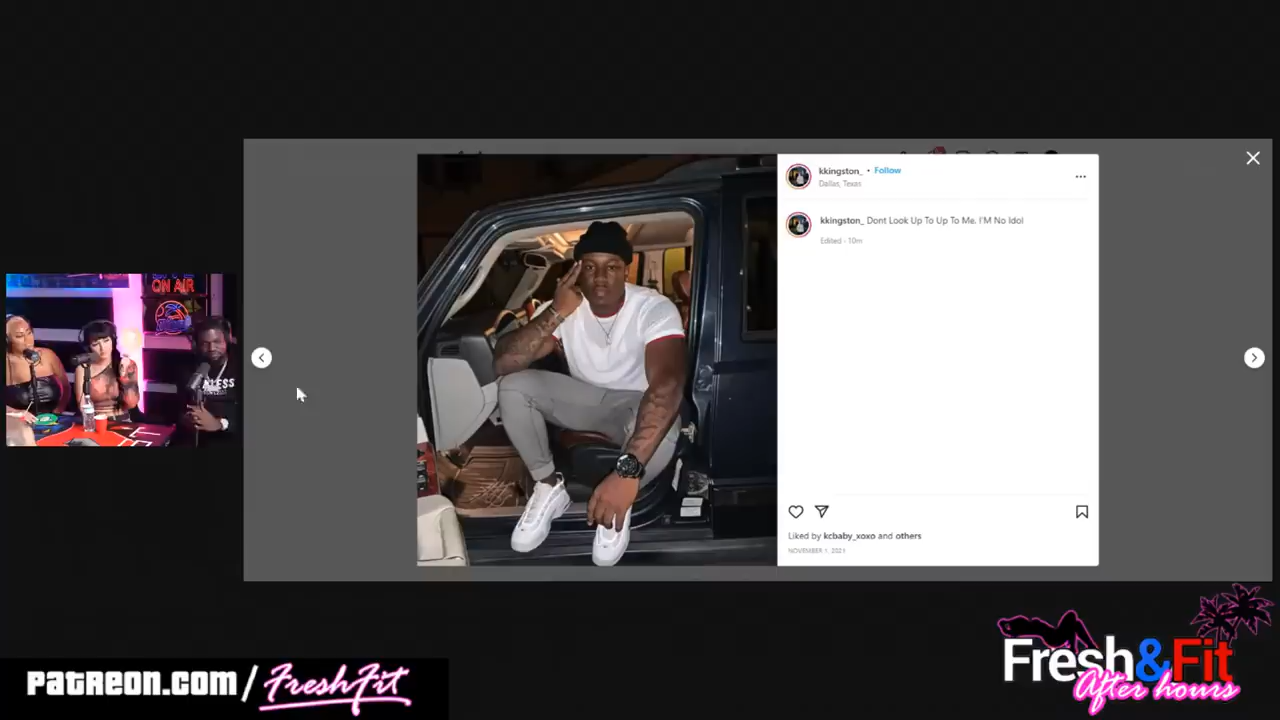 kkingston_ • Follow
Dallas, Texas
kkingston_ Dont Look Up To Up To Me. I'M No Idol
Edited · 10m
ON AIR
Liked by kcbaby_xoxo and others
NOVEMBER 1, 2021
patreon.com/FreshFit
Fresh&Fit
After hours